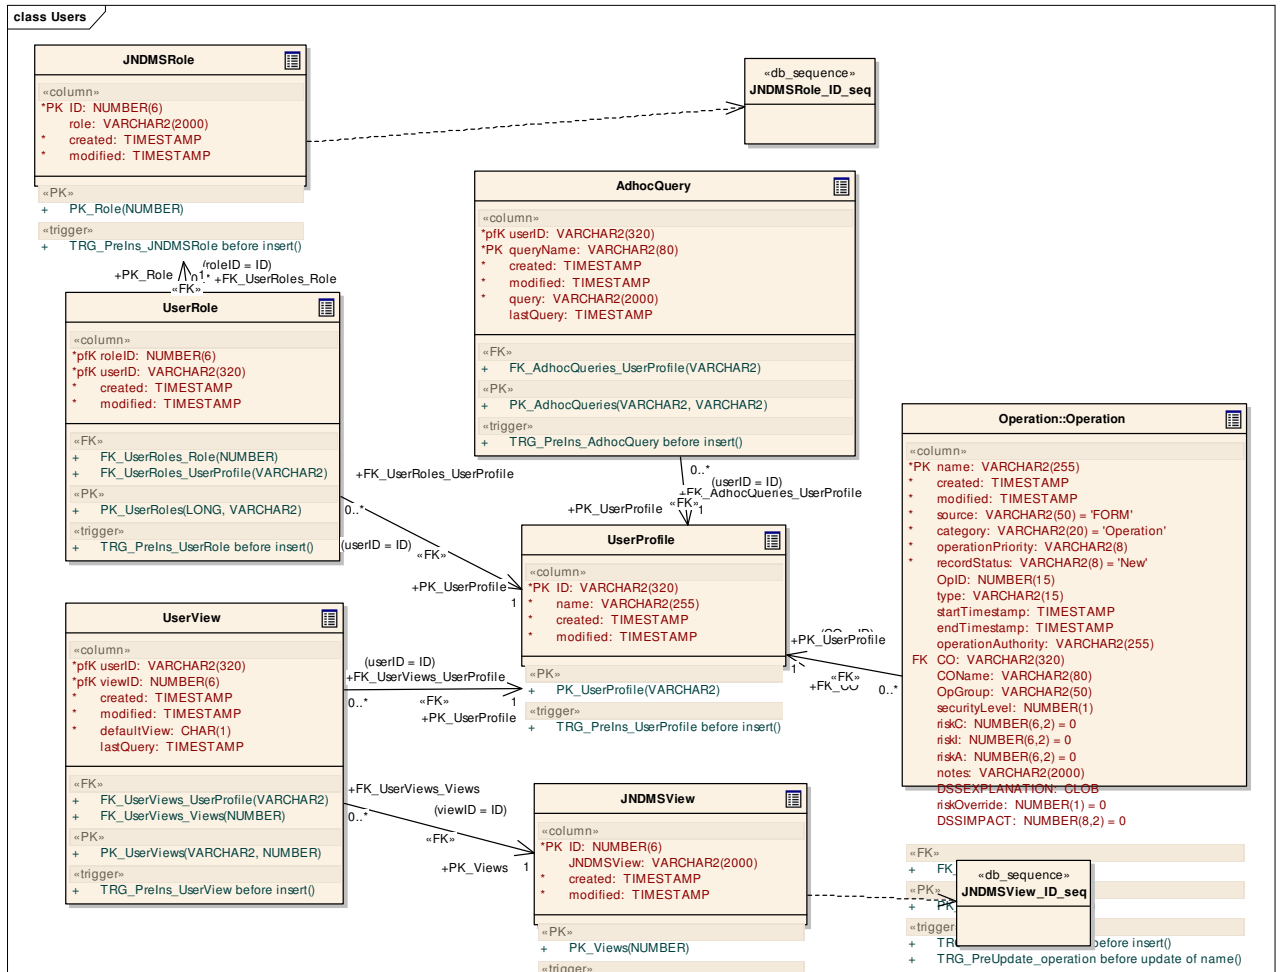 class Users
JNDMSRole
«column»
*PK ID: NUMBER(6)
role: VARCHAR2(2000)
* created: TIMESTAMP
* modified: TIMESTAMP
«PK»
+ PK_Role(NUMBER)
«trigger»
+ TRG_PreIns_JNDMSRole before insert()
«db_sequence»
JNDMSRole_ID_seq
AdhocQuery
«column»
*pfK userID: VARCHAR2(320)
*PK queryName: VARCHAR2(80)
* created: TIMESTAMP
* modified: TIMESTAMP
* query: VARCHAR2(2000)
lastQuery: TIMESTAMP
«FK»
+ FK_AdhocQueries_UserProfile(VARCHAR2)
«PK»
+ PK_AdhocQueries(VARCHAR2, VARCHAR2)
«trigger»
+ TRG_PreIns_AdhocQuery before insert()
(roleID = ID)
+PK_Role 1
0..* +FK_UserRoles_Role
«FK»
UserRole
«column»
*pfK roleID: NUMBER(6)
*pfK userID: VARCHAR2(320)
* created: TIMESTAMP
* modified: TIMESTAMP
«FK»
+ FK_UserRoles_Role(NUMBER)
+ FK_UserRoles_UserProfile(VARCHAR2)
«PK»
+ PK_UserRoles(LONG, VARCHAR2)
«trigger»
+ TRG_PreIns_UserRole before insert()
+FK_UserRoles_UserProfile
0..*
(userID = ID)
«FK»
+PK_UserProfile
1
0..*
(userID = ID)
+FK_AdhocQueries_UserProfile
«FK»
+PK_UserProfile 1
UserProfile
«column»
*PK ID: VARCHAR2(320)
* name: VARCHAR2(255)
* created: TIMESTAMP
* modified: TIMESTAMP
«PK»
+ PK_UserProfile(VARCHAR2)
«trigger»
+ TRG_PreIns_UserProfile before insert()
Operation::Operation
«column»
*PK name: VARCHAR2(255)
* created: TIMESTAMP
* modified: TIMESTAMP
* source: VARCHAR2(50) = 'FORM'
* category: VARCHAR2(20) = 'Operation'
* operationPriority: VARCHAR2(8)
* recordStatus: VARCHAR2(8) = 'New'
OpID: NUMBER(15)
type: VARCHAR2(15)
startTimestamp: TIMESTAMP
endTimestamp: TIMESTAMP
operationAuthority: VARCHAR2(255)
FK CO: VARCHAR2(320)
COName: VARCHAR2(80)
OpGroup: VARCHAR2(50)
securityLevel: NUMBER(1)
riskC: NUMBER(6,2) = 0
riskI: NUMBER(6,2) = 0
riskA: NUMBER(6,2) = 0
notes: VARCHAR2(2000)
DSSEXPLANATION: CLOB
riskOverride: NUMBER(1) = 0
DSSIMPACT: NUMBER(8,2) = 0
«FK»
+ FK_
«PK»
+ PK_
«trigger
+ TRG before insert()
+ TRG_PreUpdate_operation before update of name()
+PK_UserProfile
1
+FK_CO 0..*
UserView
«column»
*pfK userID: VARCHAR2(320)
*pfK viewID: NUMBER(6)
* created: TIMESTAMP
* modified: TIMESTAMP
* defaultView: CHAR(1)
lastQuery: TIMESTAMP
«FK»
+ FK_UserViews_UserProfile(VARCHAR2)
+ FK_UserViews_Views(NUMBER)
«PK»
+ PK_UserViews(VARCHAR2, NUMBER)
«trigger»
+ TRG_PreIns_UserView before insert()
(userID = ID)
+FK_UserViews_UserProfile
0..* «FK» 1
+PK_UserProfile
+FK_UserViews_Views
0..*
(viewID = ID)
«FK»
+PK_Views 1
JNDMSView
«column»
*PK ID: NUMBER(6)
JNDMSView: VARCHAR2(2000)
* created: TIMESTAMP
* modified: TIMESTAMP
«PK»
+ PK_Views(NUMBER)
«trigger»
«db_sequence»
JNDMSView_ID_seq